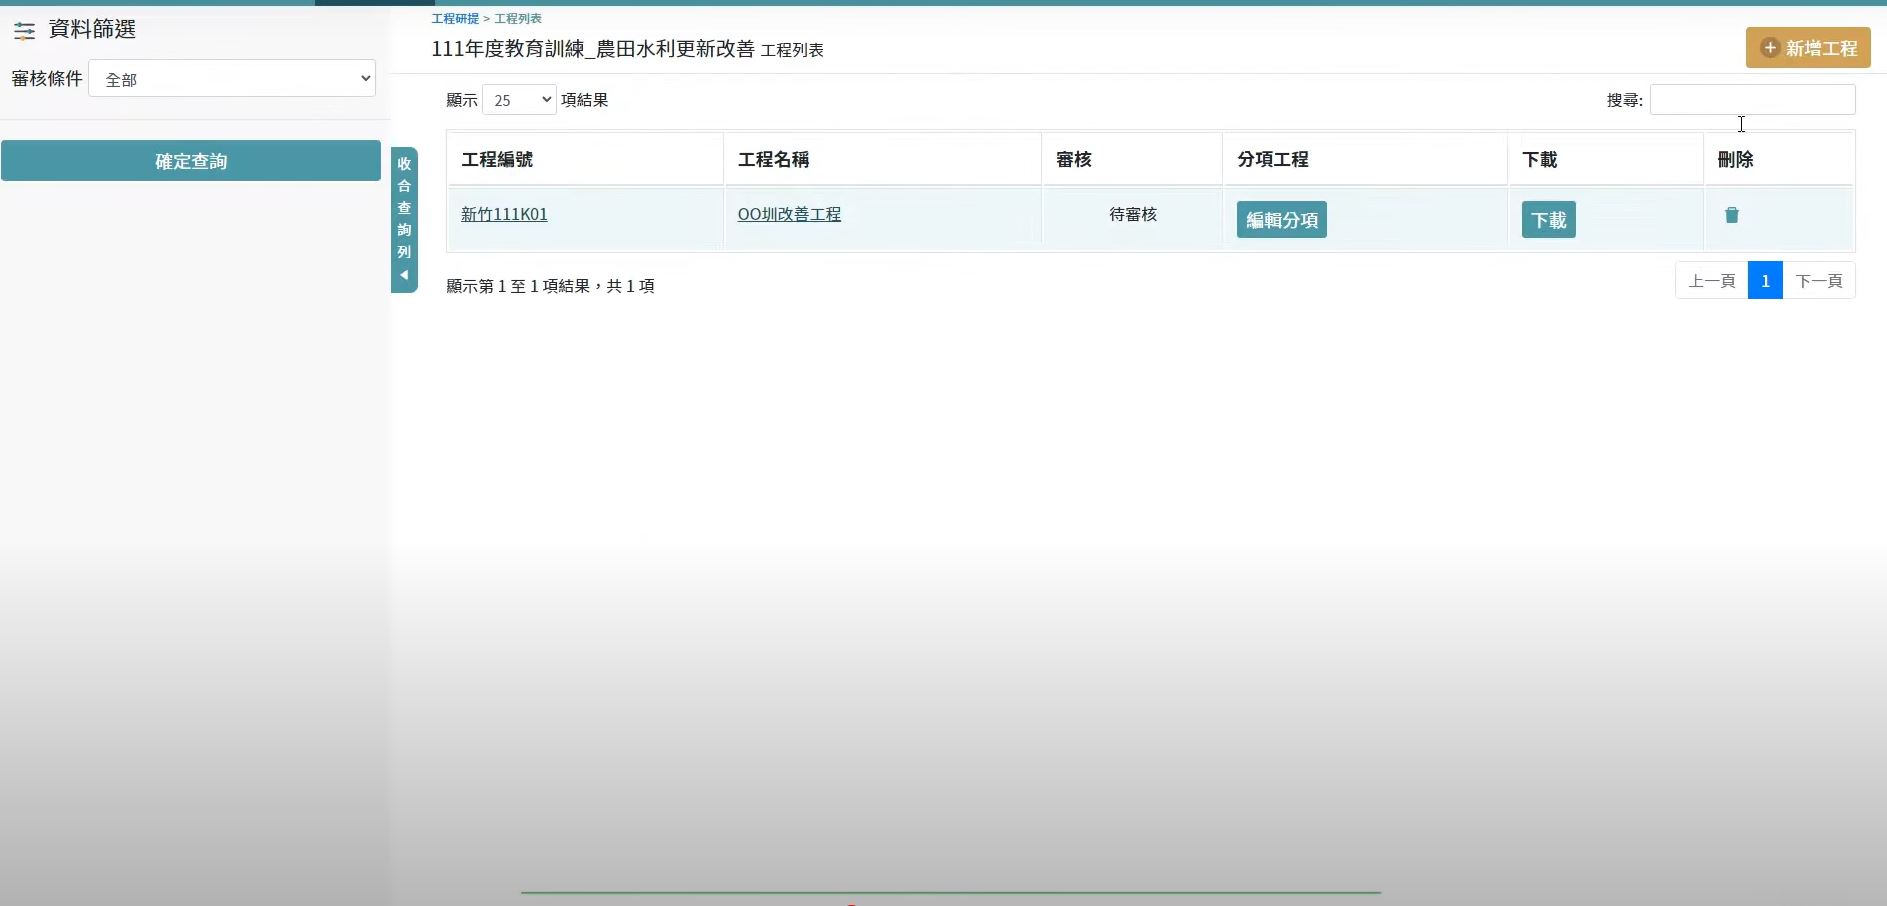 資料篩選
審核條件 全部
確定查詢
收合查詢列
工程研提 > 工程列表
111年度教育訓練_農田水利更新改善 工程列表
新增工程
顯示 25 項結果
搜尋:
工程編號 工程名稱 審核 分項工程 下載 刪除
新竹111K01 OO圳改善工程 待審核 編輯分項 下載
顯示第 1 至 1 項結果，共 1 項
上一頁 1 下一頁